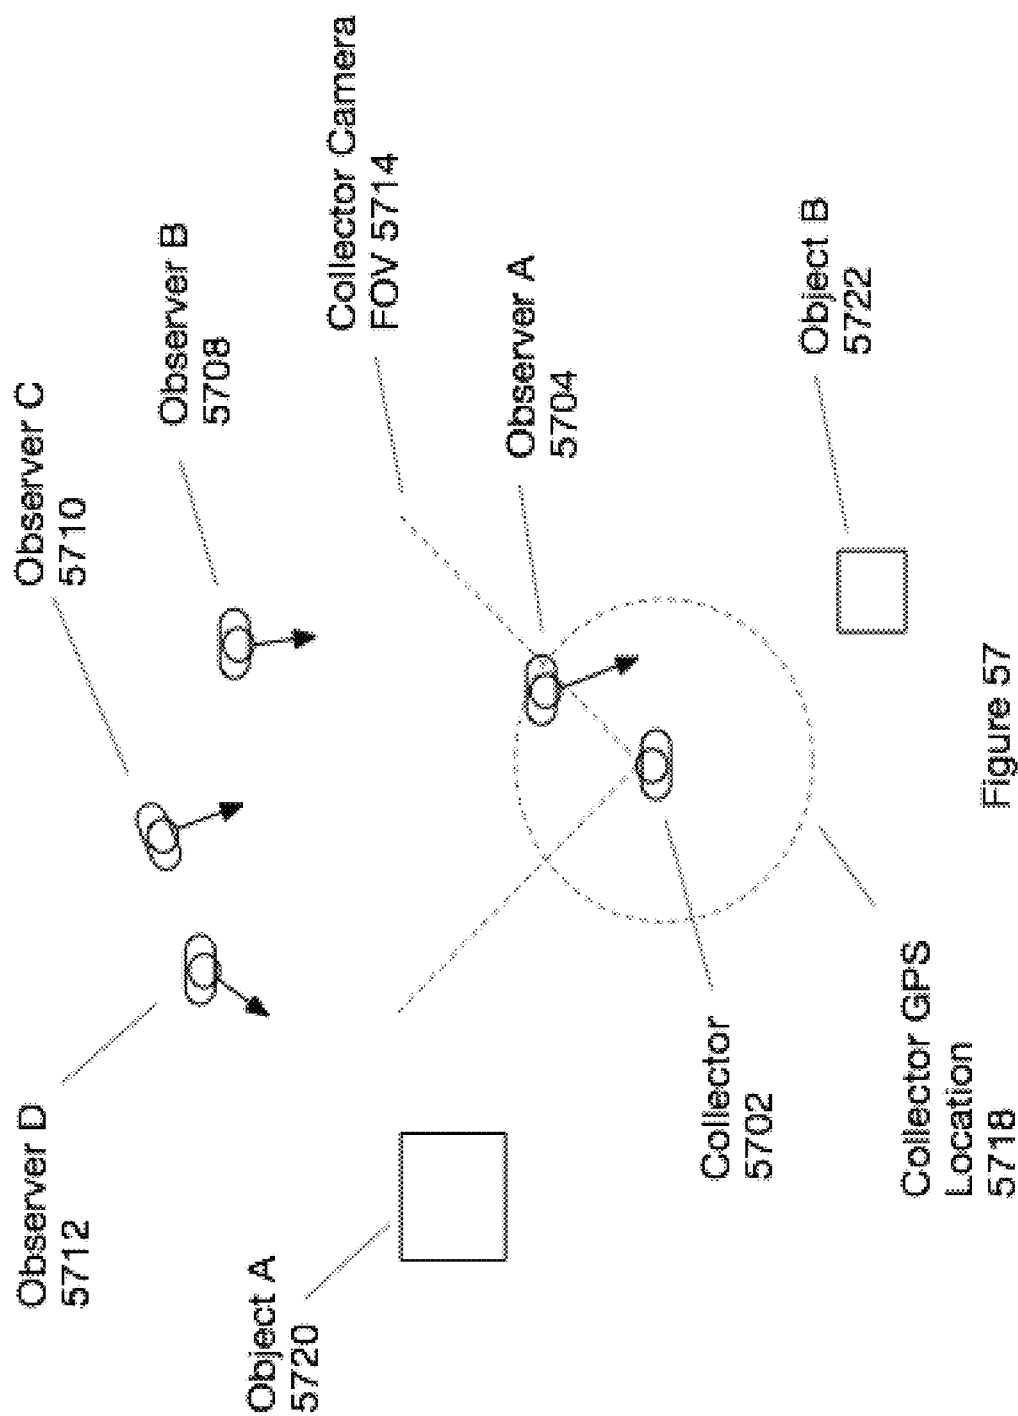 Observer C
5710
Observer D
5712
Observer B
5708
Object A
5720
Collector Camera
FOV 5714
Observer A
5704
Collector
5702
Object B
5722
Collector GPS
Location
5718
Figure 57